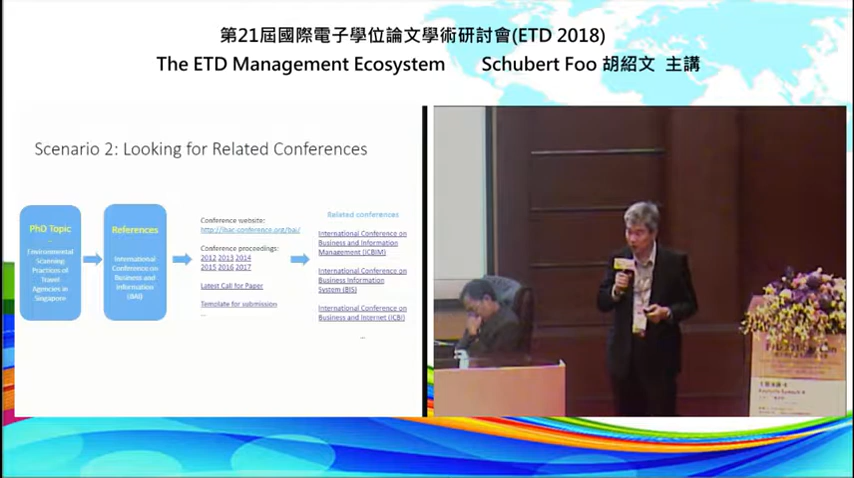 第21屆國際電子學位論文學術研討會(ETD 2018)
The ETD Management Ecosystem Schubert Foo 胡紹文 主講
Scenario 2: Looking for Related Conferences
PhD Topic
–
Environmental
Scanning
Practices of
Travel
Agencies in
Singapore
References
International
Conference on
Business and
Information
(BAI)
Conference website:
http://ibac-conference.org/bai/
Conference proceedings:
2012 2013 2014
2015 2016 2017
Latest Call for Paper
Template for submission
...
Related conferences
International Conference on
Business and Information
Management (ICBIM)
International Conference on
Business Information
System (BIS)
International Conference on
Business and Internet (ICBI)
...
Keynote Speech